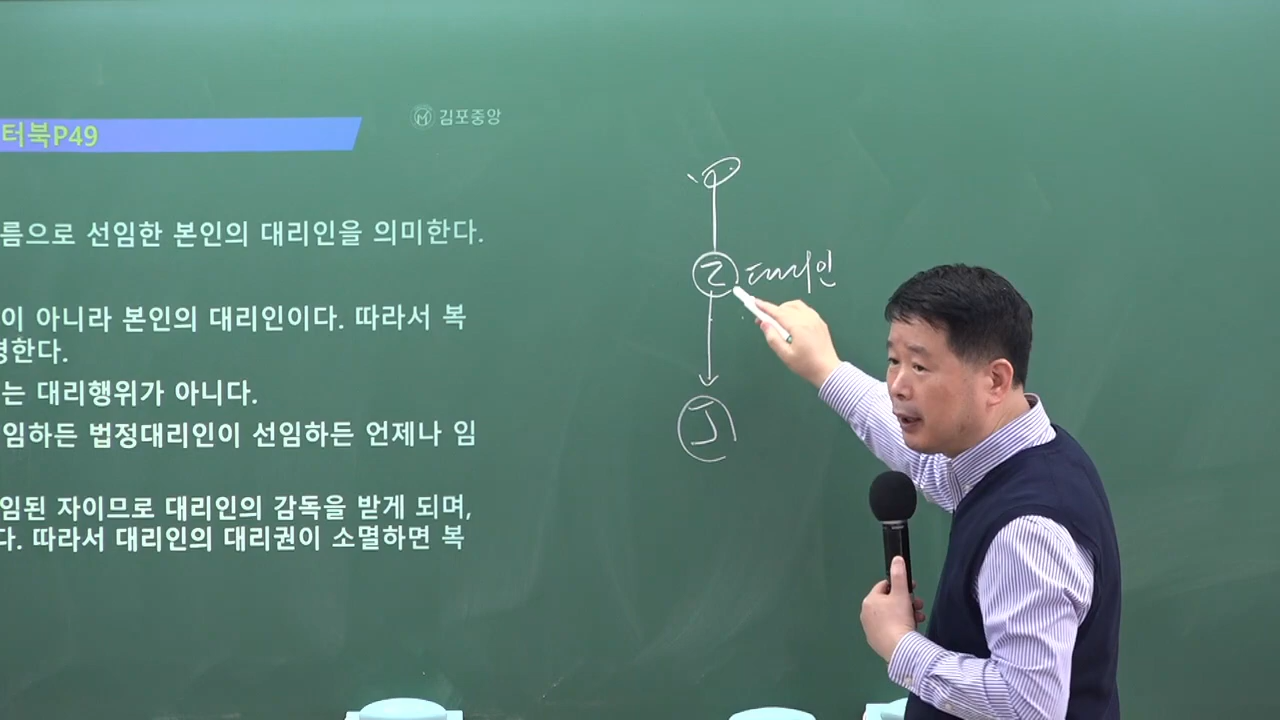 터북P49
김포중앙
름으로 선임한 본인의 대리인을 의미한다.
이 아니라 본인의 대리인이다. 따라서 복
한다.
는 대리행위가 아니다.
임하든 법정대리인이 선임하든 언제나 임
임된 자이므로 대리인의 감독을 받게 되며,
다. 따라서 대리인의 대리권이 소멸하면 복
乙 대리인